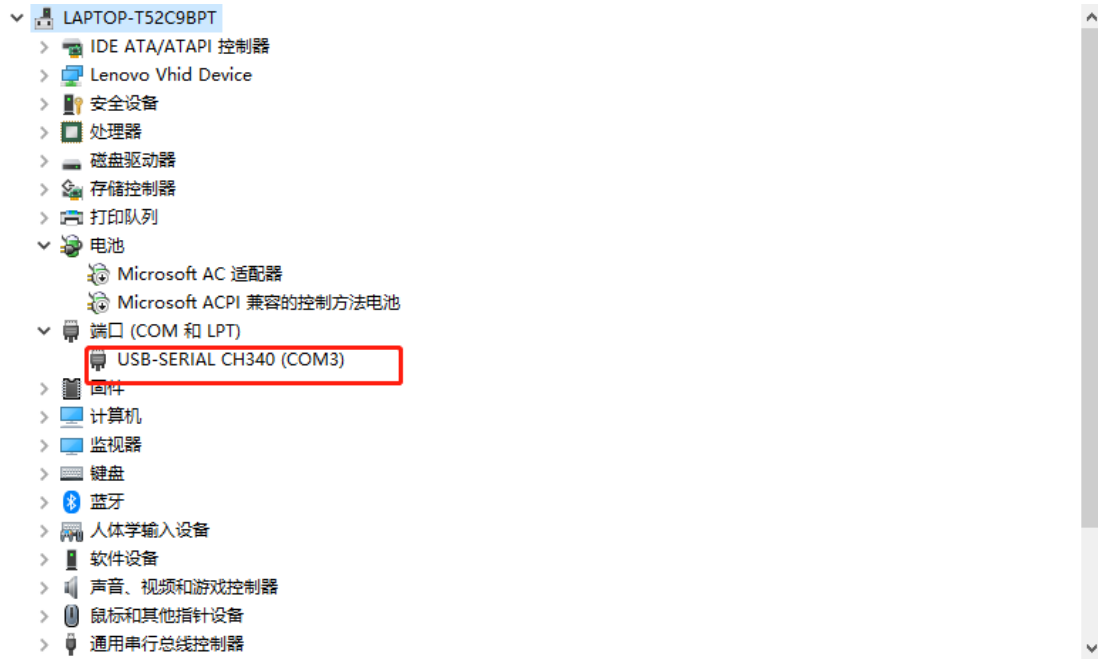 LAPTOP-T52C9BPT
IDE ATA/ATAPI 控制器
Lenovo Vhid Device
安全设备
处理器
磁盘驱动器
存储控制器
打印队列
电池
Microsoft AC 适配器
Microsoft ACPI 兼容的控制方法电池
端口 (COM 和 LPT)
USB-SERIAL CH340 (COM3)
固件
计算机
监视器
键盘
蓝牙
人体学输入设备
软件设备
声音、视频和游戏控制器
鼠标和其他指针设备
通用串行总线控制器